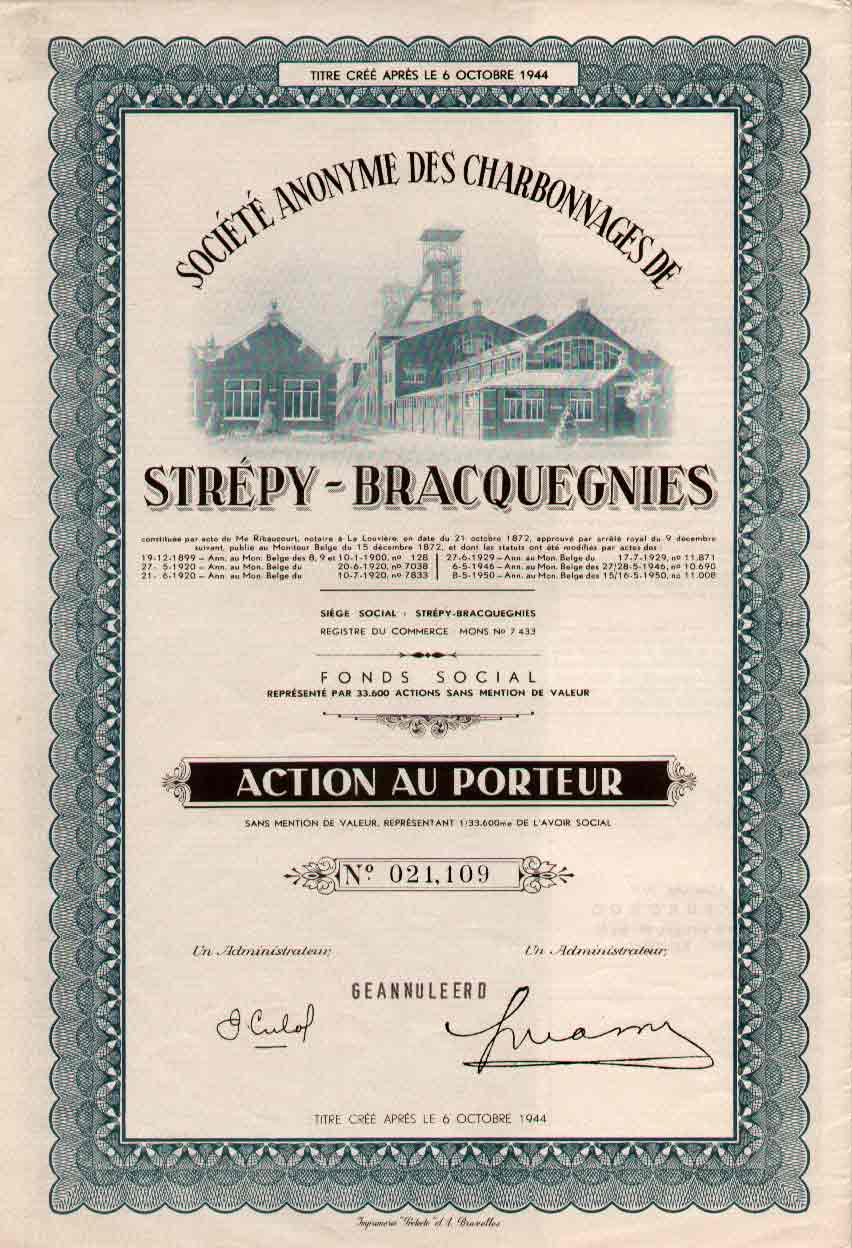 TITRE CRÉÉ APRÈS LE 6 OCTOBRE 1944
SOCIÉTÉ ANONYME DES CHARBONNAGES DE
STRÉPY - BRACQUEGNIES
constituée par acte de Me Ribaucourt, notaire à La Louvière, en date du 21 octobre 1872, approuvé par arrêté royal du 9 décembre
suivant, publié au Moniteur Belge du 15 décembre 1872, et dont les statuts ont été modifiés par actes des :
19-12-1899 – Ann. au Mon. Belge des 8, 9 et 10-1-1900, no 128
27- 5-1920 – Ann. au Mon. Belge du 20-6-1920, no 7038
21- 6-1920 – Ann. au Mon. Belge du 10-7-1920, no 7833
27-6-1929 – Ann. au Mon. Belge du 17-7-1929, no 11.871
6-5-1946 – Ann. au Mon. Belge des 27/28-5-1946, no 10.690
8-5-1950 – Ann. au Mon. Belge des 15/16-5-1950, no 11.008
SIÈGE SOCIAL : STRÉPY-BRACQUEGNIES
REGISTRE DU COMMERCE - MONS No 7 433
FONDS SOCIAL
REPRÉSENTÉ PAR 33.600 ACTIONS SANS MENTION DE VALEUR
ACTION AU PORTEUR
SANS MENTION DE VALEUR, REPRÉSENTANT 1/33.600me DE L'AVOIR SOCIAL
No 021,109
Un Administrateur, Un Administrateur,
GEANNULEERD
TITRE CRÉÉ APRÈS LE 6 OCTOBRE 1944
Imprimerie
Bruxelles